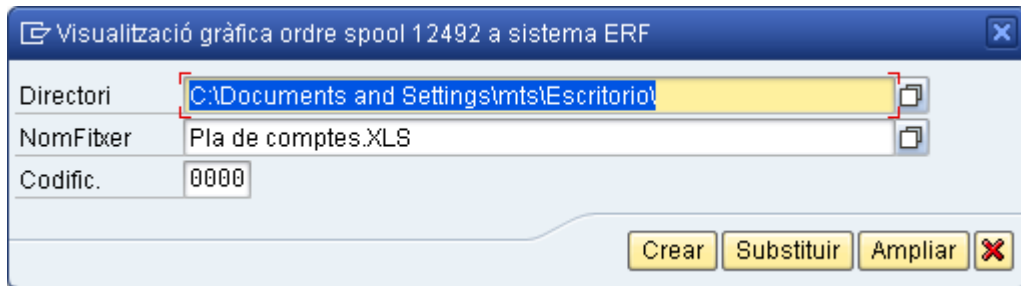 Visualització gràfica ordre spool 12492 a sistema ERF
Directori C:\Documents and Settings\mts\Escritorio\
NomFitxer Pla de comptes.XLS
Codific. 0000
Crear Substituir Ampliar